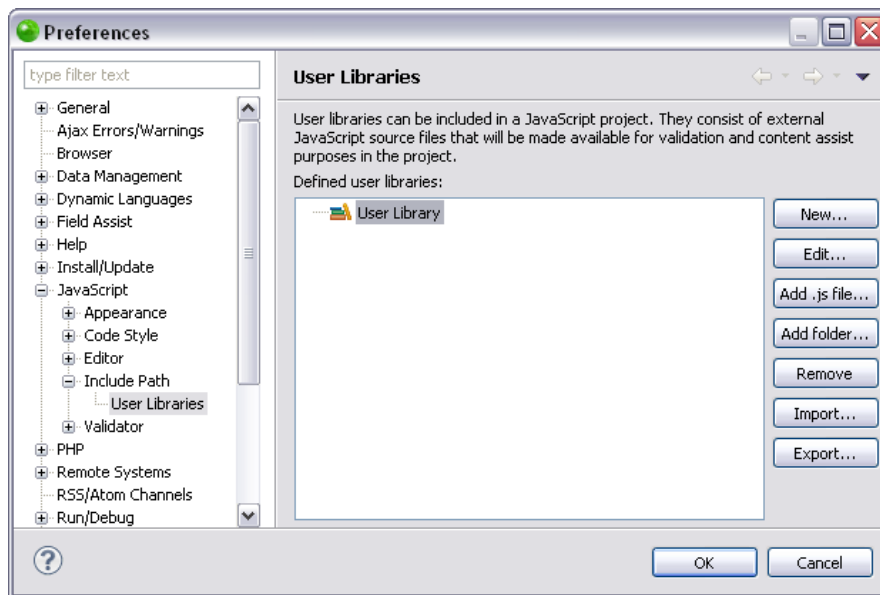 Preferences
type filter text
General
Ajax Errors/Warnings
Browser
Data Management
Dynamic Languages
Field Assist
Help
Install/Update
JavaScript
Appearance
Code Style
Editor
Include Path
User Libraries
Validator
PHP
Remote Systems
RSS/Atom Channels
Run/Debug
User Libraries
User libraries can be included in a JavaScript project. They consist of external
JavaScript source files that will be made available for validation and content assist
purposes in the project.
Defined user libraries:
User Library
New...
Edit...
Add .js file...
Add folder...
Remove
Import...
Export...
OK
Cancel